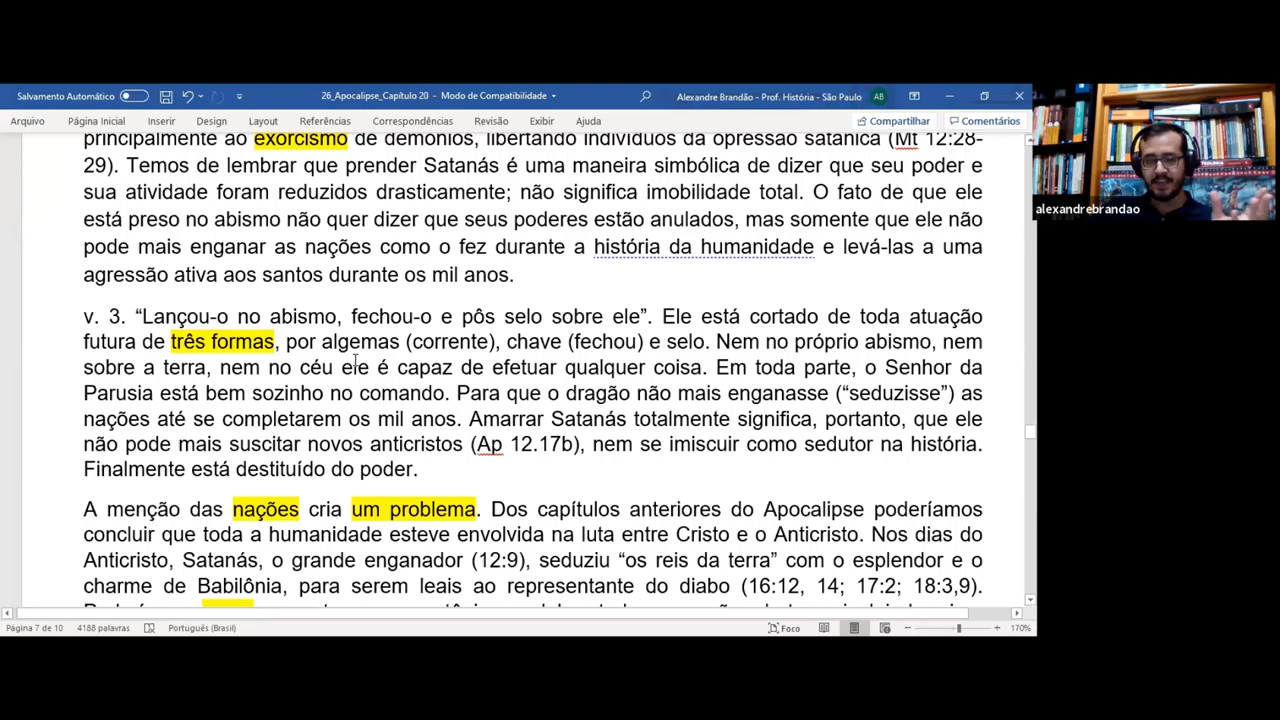 Salvamento Automático
26_Apocalipse_Capítulo 20 - Modo de Compatibilidade
Alexandre Brandão - Prof. História - São Paulo AB
Arquivo Página Inicial Inserir Design Layout Referências Correspondências Revisão Exibir Ajuda Compartilhar Comentários
principalmente ao exorcismo de demônios, libertando indivíduos da opressão satânica (Mt 12:28-
29). Temos de lembrar que prender Satanás é uma maneira simbólica de dizer que seu poder e
sua atividade foram reduzidos drasticamente; não significa imobilidade total. O fato de que ele
está preso no abismo não quer dizer que seus poderes estão anulados, mas somente que ele não
pode mais enganar as nações como o fez durante a história da humanidade e levá-las a uma
agressão ativa aos santos durante os mil anos.
v. 3. “Lançou-o no abismo, fechou-o e pôs selo sobre ele”. Ele está cortado de toda atuação
futura de três formas, por algemas (corrente), chave (fechou) e selo. Nem no próprio abismo, nem
sobre a terra, nem no céu ele é capaz de efetuar qualquer coisa. Em toda parte, o Senhor da
Parusia está bem sozinho no comando. Para que o dragão não mais enganasse (“seduzisse”) as
nações até se completarem os mil anos. Amarrar Satanás totalmente significa, portanto, que ele
não pode mais suscitar novos anticristos (Ap 12.17b), nem se imiscuir como sedutor na história.
Finalmente está destituído do poder.
A menção das nações cria um problema. Dos capítulos anteriores do Apocalipse poderíamos
concluir que toda a humanidade esteve envolvida na luta entre Cristo e o Anticristo. Nos dias do
Anticristo, Satanás, o grande enganador (12:9), seduziu “os reis da terra” com o esplendor e o
charme de Babilônia, para serem leais ao representante do diabo (16:12, 14; 17:2; 18:3,9).
Página 7 de 10 4188 palavras Português (Brasil) Foco 170%
alexandrebrandao